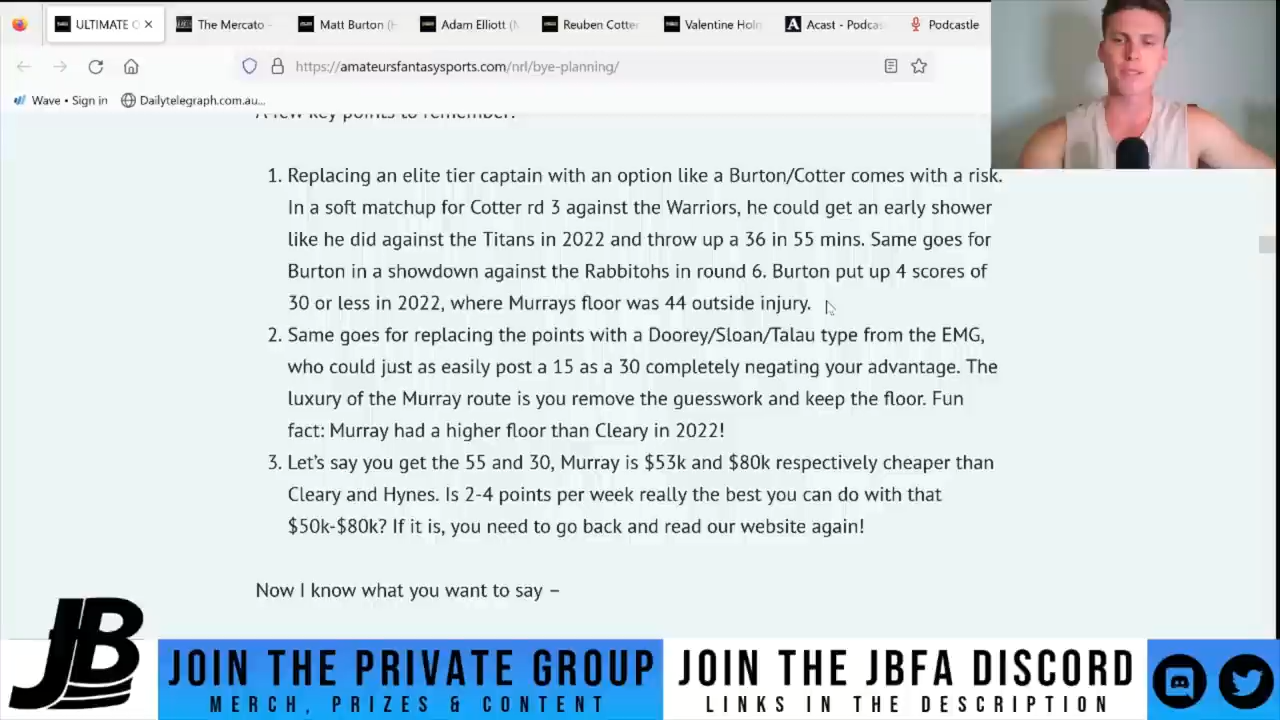 ULTIMATE
The Mercato
Matt Burton (
Adam Elliott (
Reuben Cotte
Valentine Hol
Acast - Podca
Podcastle
https://amateursfantasysports.com/nrl/bye-planning/
Wave • Sign in
Dailytelegraph.com.au...
A few key points to remember:
1. Replacing an elite tier captain with an option like a Burton/Cotter comes with a risk.
In a soft matchup for Cotter rd 3 against the Warriors, he could get an early shower
like he did against the Titans in 2022 and throw up a 36 in 55 mins. Same goes for
Burton in a showdown against the Rabbitohs in round 6. Burton put up 4 scores of
30 or less in 2022, where Murrays floor was 44 outside injury.
2. Same goes for replacing the points with a Doorey/Sloan/Talau type from the EMG,
who could just as easily post a 15 as a 30 completely negating your advantage. The
luxury of the Murray route is you remove the guesswork and keep the floor. Fun
fact: Murray had a higher floor than Cleary in 2022!
3. Let's say you get the 55 and 30, Murray is $53k and $80k respectively cheaper than
Cleary and Hynes. Is 2-4 points per week really the best you can do with that
$50k-$80k? If it is, you need to go back and read our website again!
Now I know what you want to say –
JB
JOIN THE PRIVATE GROUP
MERCH, PRIZES & CONTENT
JOIN THE JBFA DISCORD
LINKS IN THE DESCRIPTION